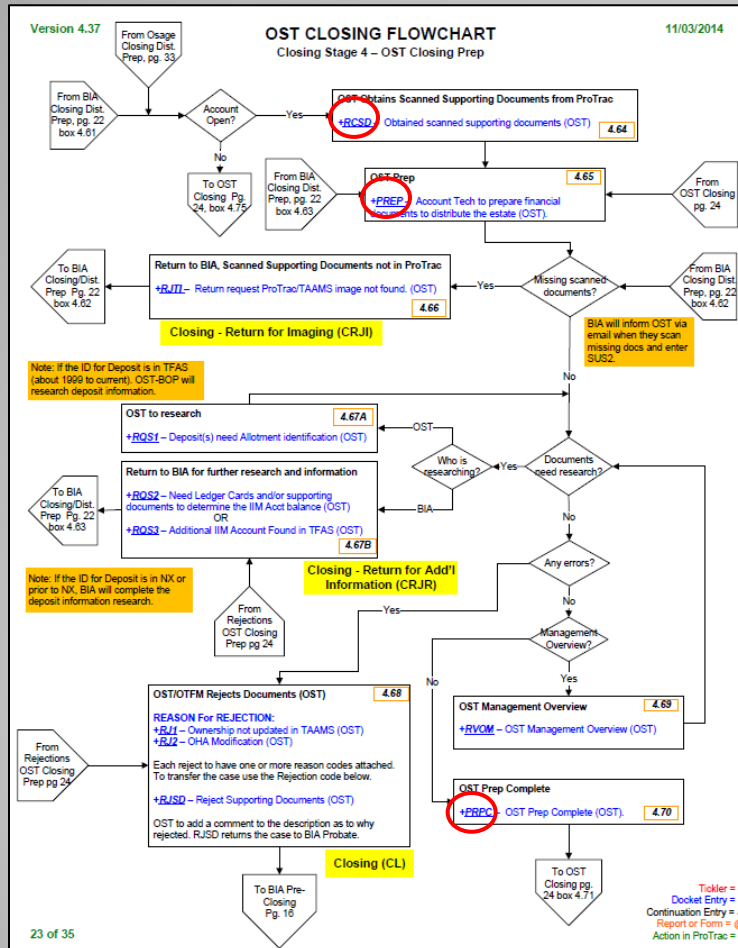 Version 4.37
OST CLOSING FLOWCHART
11/03/2014
Closing Stage 4 – OST Closing Prep
From Osage
Closing Dist.
Prep, pg. 33
From BIA
Closing Dist.
Prep, pg. 22
box 4.61
Account
Open?
Yes
No
OST Obtains Scanned Supporting Documents from ProTrac
+RCSD – Obtained scanned supporting documents (OST)
4.64
To OST
Closing Pg.
24, box 4.75
From BIA
Closing Dist.
Prep, pg. 22
box 4.63
OST Prep
4.65
+PREP – Account Tech to prepare financial
documents to distribute the estate (OST).
From
OST Closing
pg. 24
To BIA
Closing/Dist.
Prep Pg. 22
box 4.62
Return to BIA, Scanned Supporting Documents not in ProTrac
+RJTI – Return request ProTrac/TAAMS image not found. (OST)
4.66
Yes
Missing scanned
documents?
From BIA
Closing Dist.
Prep, pg. 22
box 4.62
Closing - Return for Imaging (CRJI)
BIA will inform OST via
email when they scan
missing docs and enter
SUS2.
No
Note: If the ID for Deposit is in TFAS
(about 1999 to current). OST-BOP will
research deposit information.
OST to research
4.67A
+RQS1 – Deposit(s) need Allotment identification (OST)
OST
Who is
researching?
Yes
Documents
need research?
BIA
To BIA
Closing/Dist.
Prep Pg. 22
box 4.63
Return to BIA for further research and information
+RQS2 – Need Ledger Cards and/or supporting
documents to determine the IIM Acct balance (OST)
OR
+RQS3 – Additional IIM Account Found in TFAS (OST)
4.67B
No
Closing - Return for Add'l
Information (CRJR)
Note: If the ID for Deposit is in NX or
prior to NX, BIA will complete the
deposit information research.
From
Rejections
OST Closing
Prep pg 24
Any errors?
Yes
No
Management
Overview?
No
Yes
OST/OTFM Rejects Documents (OST)
4.68
REASON For REJECTION:
+RJ1 – Ownership not updated in TAAMS (OST)
+RJ2 – OHA Modification (OST)
Each reject to have one or more reason codes attached.
To transfer the case use the Rejection code below.
+RJSD – Reject Supporting Documents (OST)
OST to add a comment to the description as to why
rejected. RJSD returns the case to BIA Probate.
From
Rejections
OST Closing
Prep pg 24
OST Management Overview
4.69
+RVOM – OST Management Overview (OST)
OST Prep Complete
+PRPC – OST Prep Complete (OST).
4.70
Closing (CL)
To BIA Pre-
Closing
Pg. 16
To OST
Closing pg.
24 box 4.71
Tickler =
Docket Entry =
Continuation Entry =
Report or Form = @
Action in ProTrac =
23 of 35